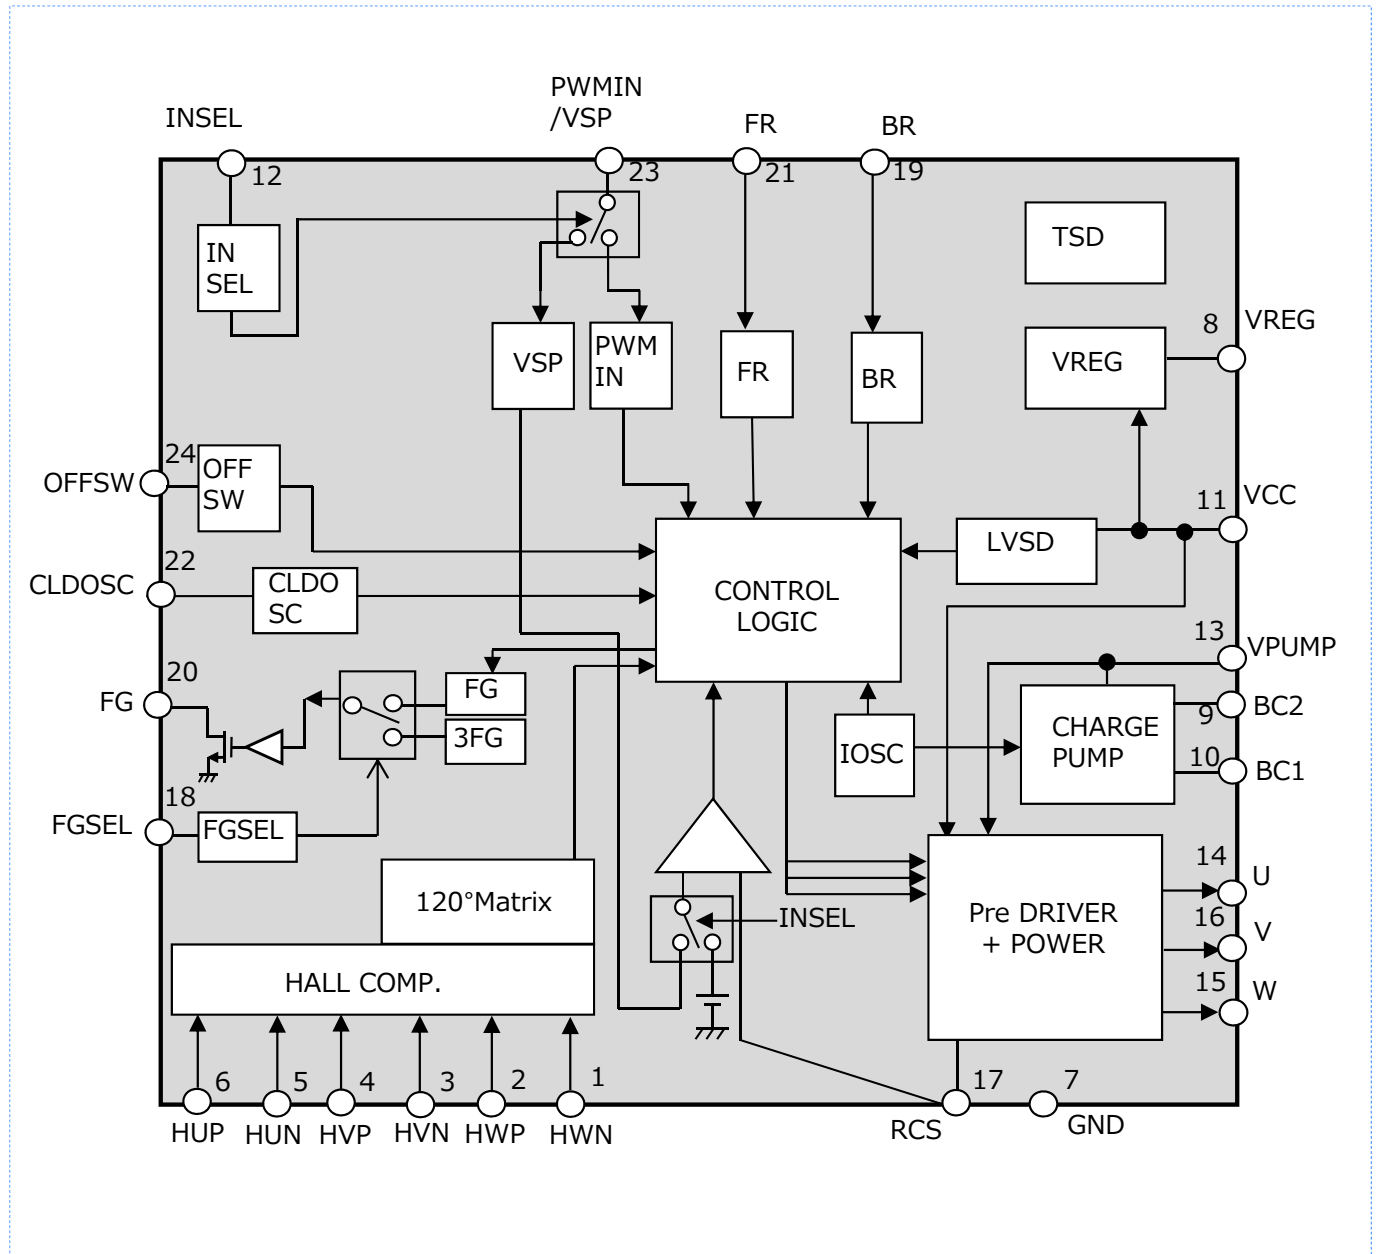 PWMIN
/VSP
INSEL
FR
BR
12
23
21
19
IN
SEL
TSD
VREG
8
VSP
PWM
IN
FR
BR
VREG
24
OFFSW
OFF
SW
11
VCC
LVSD
22
CLDOSC
CLDO
SC
CONTROL
LOGIC
13
VPUMP
20
FG
FG
3FG
IOSC
CHARGE
PUMP
9
BC2
10
BC1
18
FGSEL
FGSEL
14
U
120°Matrix
INSEL
Pre DRIVER
+ POWER
16
V
HALL COMP.
15
W
6
5
4
3
2
1
17
7
HUP
HUN
HVP
HVN
HWP
HWN
RCS
GND